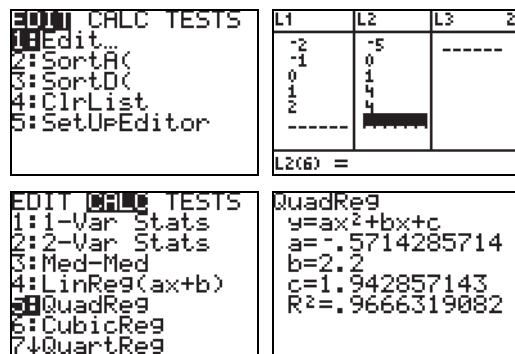 EDIT CALC TESTS
1:Edit…
2:SortA(
3:SortD(
4:ClrList
5:SetUpEditor
L1 L2 L3 2
-2 -5 ------
-1 0
0 1
1 4
2 4
------
L2(6) =
EDIT CALC TESTS
1:1-Var Stats
2:2-Var Stats
3:Med-Med
4:LinReg(ax+b)
5:QuadReg
6:CubicReg
7↓QuartReg
QuadReg
y=ax²+bx+c
a=-.5714285714
b=2.2
c=1.942857143
R²=.9666319082